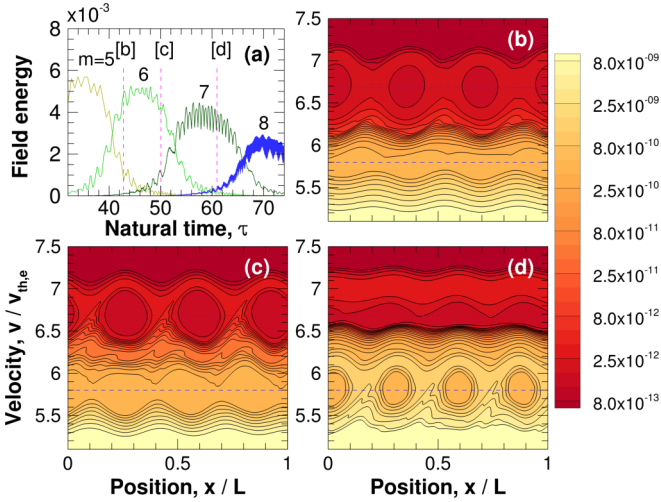 8 x10⁻⁰³
6
4
2
0
Field energy
m=5
[b]
[c]
[d]
(a)
6
7
8
40 50 60 70
Natural time, τ
7.5
7
6.5
6
5.5
(b)
8.0x10⁻⁰⁹
2.5x10⁻⁰⁹
8.0x10⁻¹⁰
2.5x10⁻¹⁰
8.0x10⁻¹¹
2.5x10⁻¹¹
8.0x10⁻¹²
2.5x10⁻¹²
8.0x10⁻¹³
7.5
7
6.5
6
5.5
Velocity, v / vth,e
(c)
0 0.5 1
Position, x / L
7.5
7
6.5
6
5.5
(d)
0 0.5 1
Position, x / L